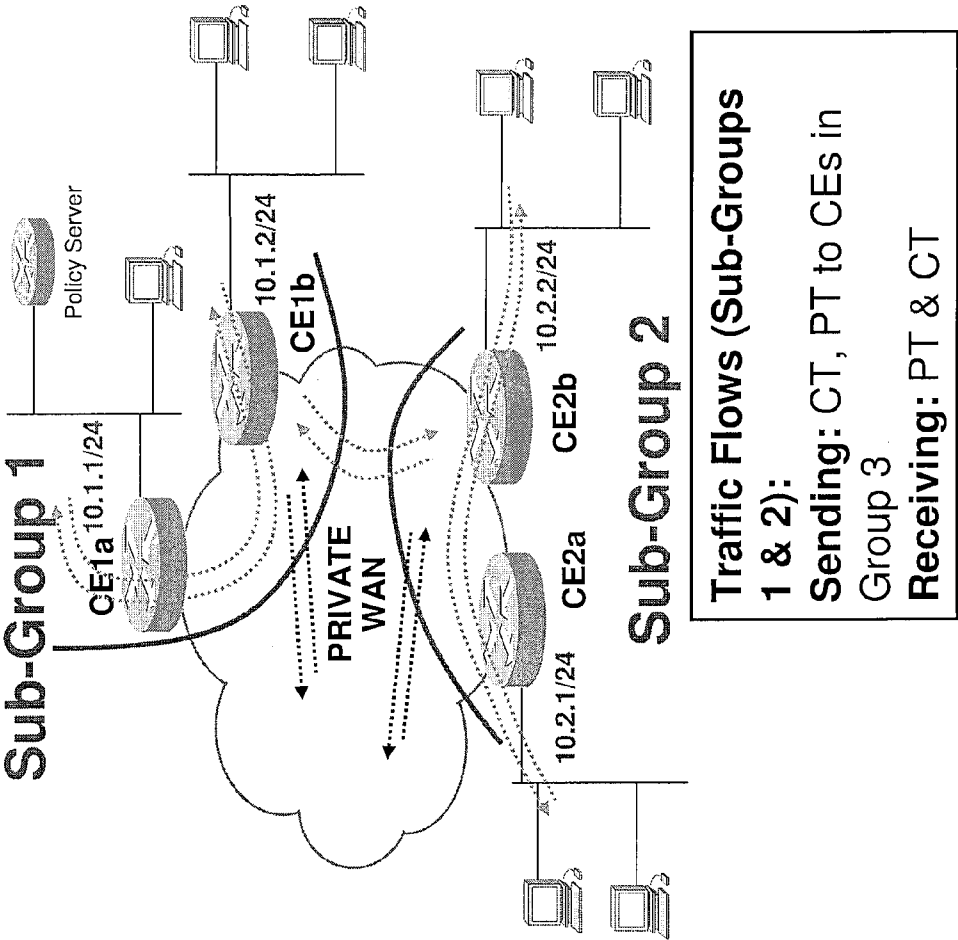 Sub-Group 1
Policy Server
CE1a
10.1.1/24
10.1.2/24
CE1b
PRIVATE
WAN
10.2.1/24
CE2a
CE2b
10.2.2/24
Sub-Group 2
Traffic Flows (Sub-Groups
1 & 2):
Sending: CT, PT to CEs in
Group 3
Receiving: PT & CT